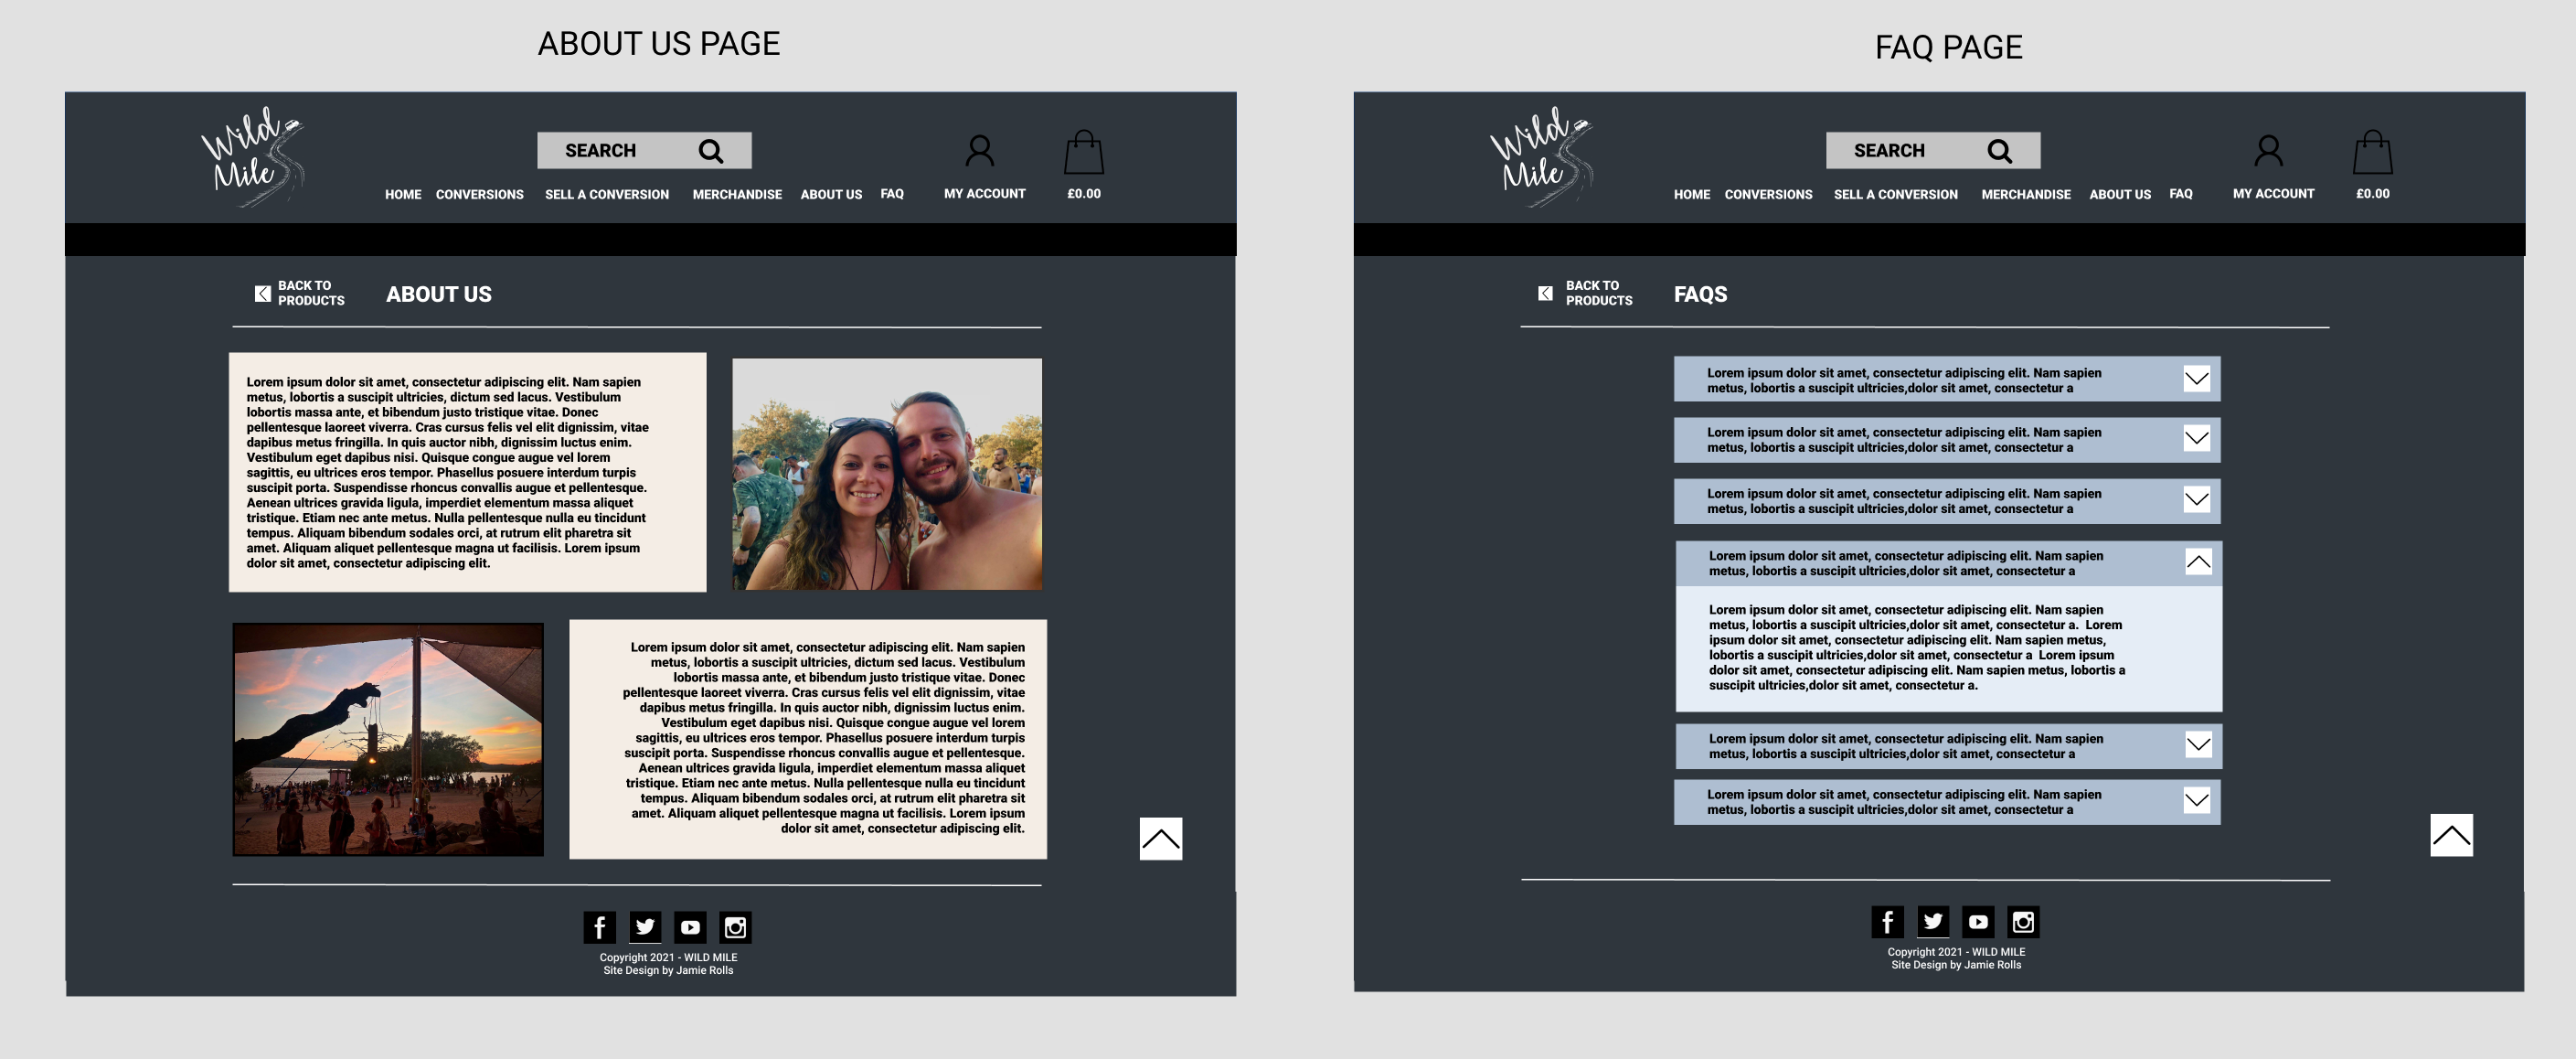 ABOUT US PAGE
Wild
Mile
SEARCH
HOME CONVERSIONS SELL A CONVERSION MERCHANDISE ABOUT US FAQ MY ACCOUNT £0.00
BACK TO
PRODUCTS
ABOUT US
Lorem ipsum dolor sit amet, consectetur adipiscing elit. Nam sapien
metus, lobortis a suscipit ultricies, dictum sed lacus. Vestibulum
lobortis massa ante, et bibendum justo tristique vitae. Donec
pellentesque laoreet viverra. Cras cursus felis vel elit dignissim, vitae
dapibus metus fringilla. In quis auctor nibh, dignissim luctus enim.
Vestibulum eget dapibus nisi. Quisque congue augue vel lorem
sagittis, eu ultrices eros tempor. Phasellus posuere interdum turpis
suscipit porta. Suspendisse rhoncus convallis augue et pellentesque.
Aenean ultrices gravida ligula, imperdiet elementum massa aliquet
tristique. Etiam nec ante metus. Nulla pellentesque nulla eu tincidunt
tempus. Aliquam bibendum sodales orci, at rutrum elit pharetra sit
amet. Aliquam aliquet pellentesque magna ut facilisis. Lorem ipsum
dolor sit amet, consectetur adipiscing elit.
Lorem ipsum dolor sit amet, consectetur adipiscing elit. Nam sapien
metus, lobortis a suscipit ultricies, dictum sed lacus. Vestibulum
lobortis massa ante, et bibendum justo tristique vitae. Donec
pellentesque laoreet viverra. Cras cursus felis vel elit dignissim, vitae
dapibus metus fringilla. In quis auctor nibh, dignissim luctus enim.
Vestibulum eget dapibus nisi. Quisque congue augue vel lorem
sagittis, eu ultrices eros tempor. Phasellus posuere interdum turpis
suscipit porta. Suspendisse rhoncus convallis augue et pellentesque.
Aenean ultrices gravida ligula, imperdiet elementum massa aliquet
tristique. Etiam nec ante metus. Nulla pellentesque nulla eu tincidunt
tempus. Aliquam bibendum sodales orci, at rutrum elit pharetra sit
amet. Aliquam aliquet pellentesque magna ut facilisis. Lorem ipsum
dolor sit amet, consectetur adipiscing elit.
Copyright 2021 - WILD MILE
Site Design by Jamie Rolls
FAQ PAGE
Wild
Mile
SEARCH
HOME CONVERSIONS SELL A CONVERSION MERCHANDISE ABOUT US FAQ MY ACCOUNT £0.00
BACK TO
PRODUCTS
FAQS
Lorem ipsum dolor sit amet, consectetur adipiscing elit. Nam sapien
metus, lobortis a suscipit ultricies,dolor sit amet, consectetur a
Lorem ipsum dolor sit amet, consectetur adipiscing elit. Nam sapien
metus, lobortis a suscipit ultricies,dolor sit amet, consectetur a
Lorem ipsum dolor sit amet, consectetur adipiscing elit. Nam sapien
metus, lobortis a suscipit ultricies,dolor sit amet, consectetur a
Lorem ipsum dolor sit amet, consectetur adipiscing elit. Nam sapien
metus, lobortis a suscipit ultricies,dolor sit amet, consectetur a
Lorem ipsum dolor sit amet, consectetur adipiscing elit. Nam sapien
metus, lobortis a suscipit ultricies,dolor sit amet, consectetur a.  Lorem
ipsum dolor sit amet, consectetur adipiscing elit. Nam sapien metus,
lobortis a suscipit ultricies,dolor sit amet, consectetur a  Lorem ipsum
dolor sit amet, consectetur adipiscing elit. Nam sapien metus, lobortis a
suscipit ultricies,dolor sit amet, consectetur a.
Lorem ipsum dolor sit amet, consectetur adipiscing elit. Nam sapien
metus, lobortis a suscipit ultricies,dolor sit amet, consectetur a
Lorem ipsum dolor sit amet, consectetur adipiscing elit. Nam sapien
metus, lobortis a suscipit ultricies,dolor sit amet, consectetur a
Copyright 2021 - WILD MILE
Site Design by Jamie Rolls